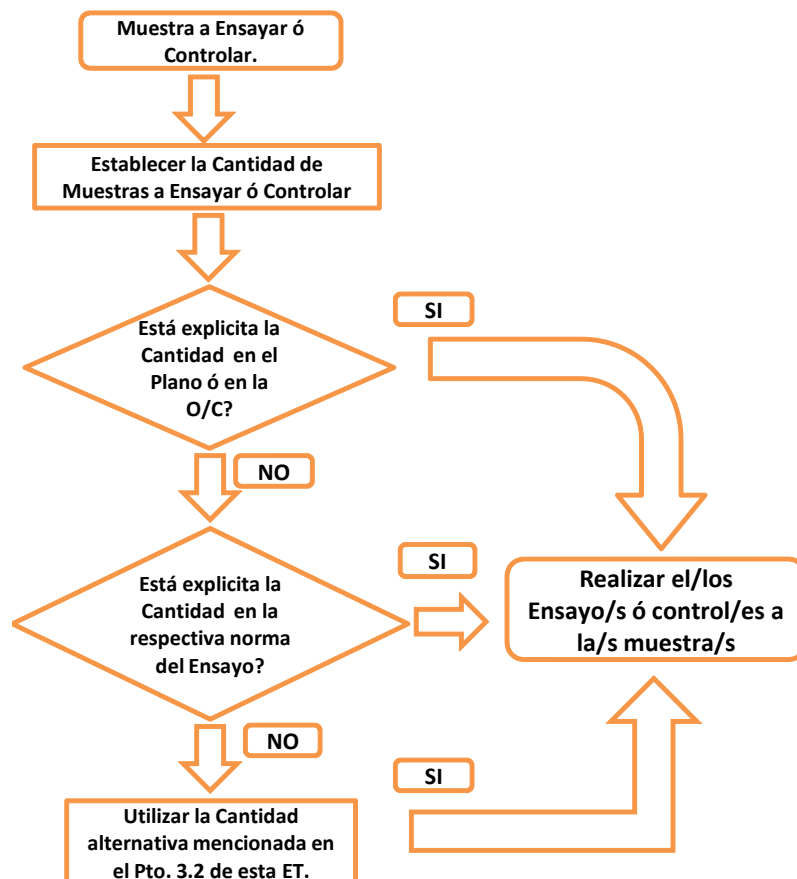 Muestra a Ensayar ó
Controlar.
Establecer la Cantidad de
Muestras a Ensayar ó Controlar
Está explicita la
Cantidad en el
Plano ó en la
O/C?
SI
NO
Está explicita la
Cantidad en la
respectiva norma
del Ensayo?
SI
Realizar el/los
Ensayo/s ó control/es a
la/s muestra/s
NO
Utilizar la Cantidad
alternativa mencionada en
el Pto. 3.2 de esta ET.
SI